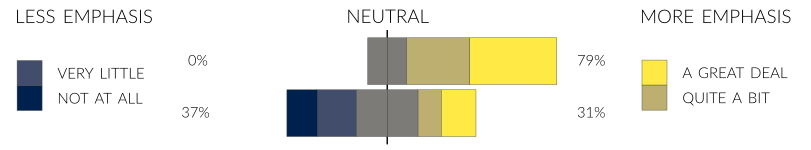 LESS EMPHASIS
NEUTRAL
MORE EMPHASIS
0%
79%
VERY LITTLE
A GREAT DEAL
NOT AT ALL
QUITE A BIT
37%
31%